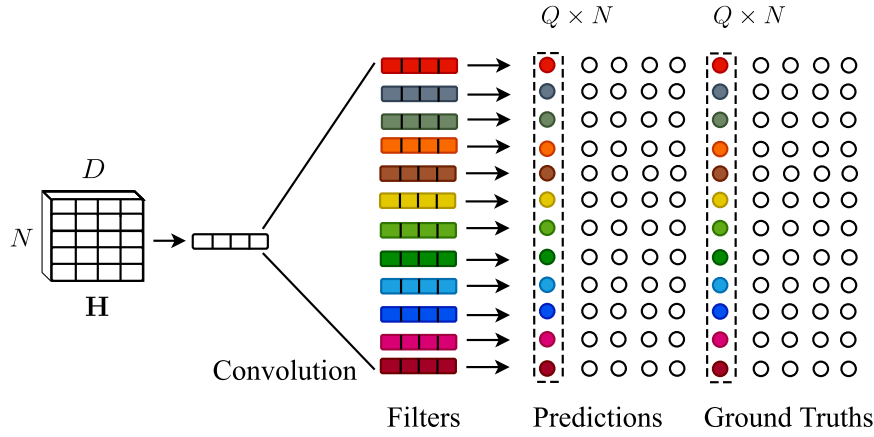 Q × N
Q × N
D
N
H
Convolution
Filters
Predictions
Ground Truths